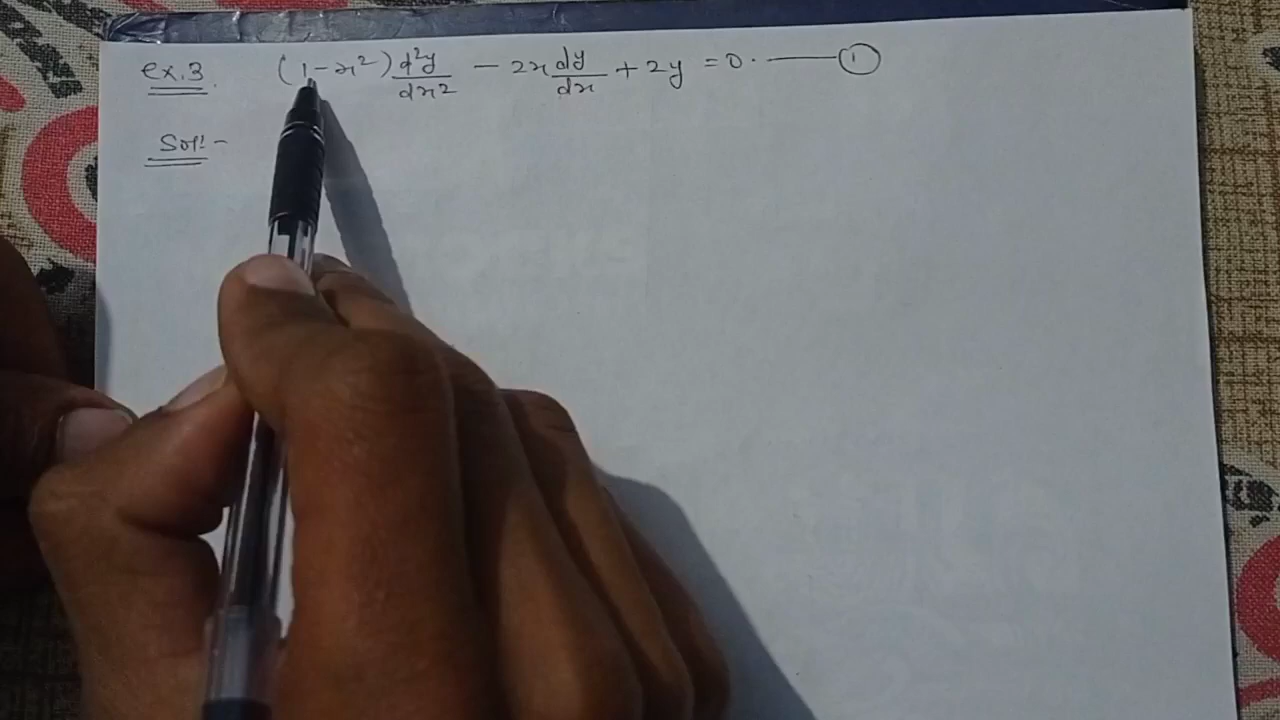 ex.3. (1-x²) d²y/dx² - 2x dy/dx + 2y = 0. —— ①
Sol!-